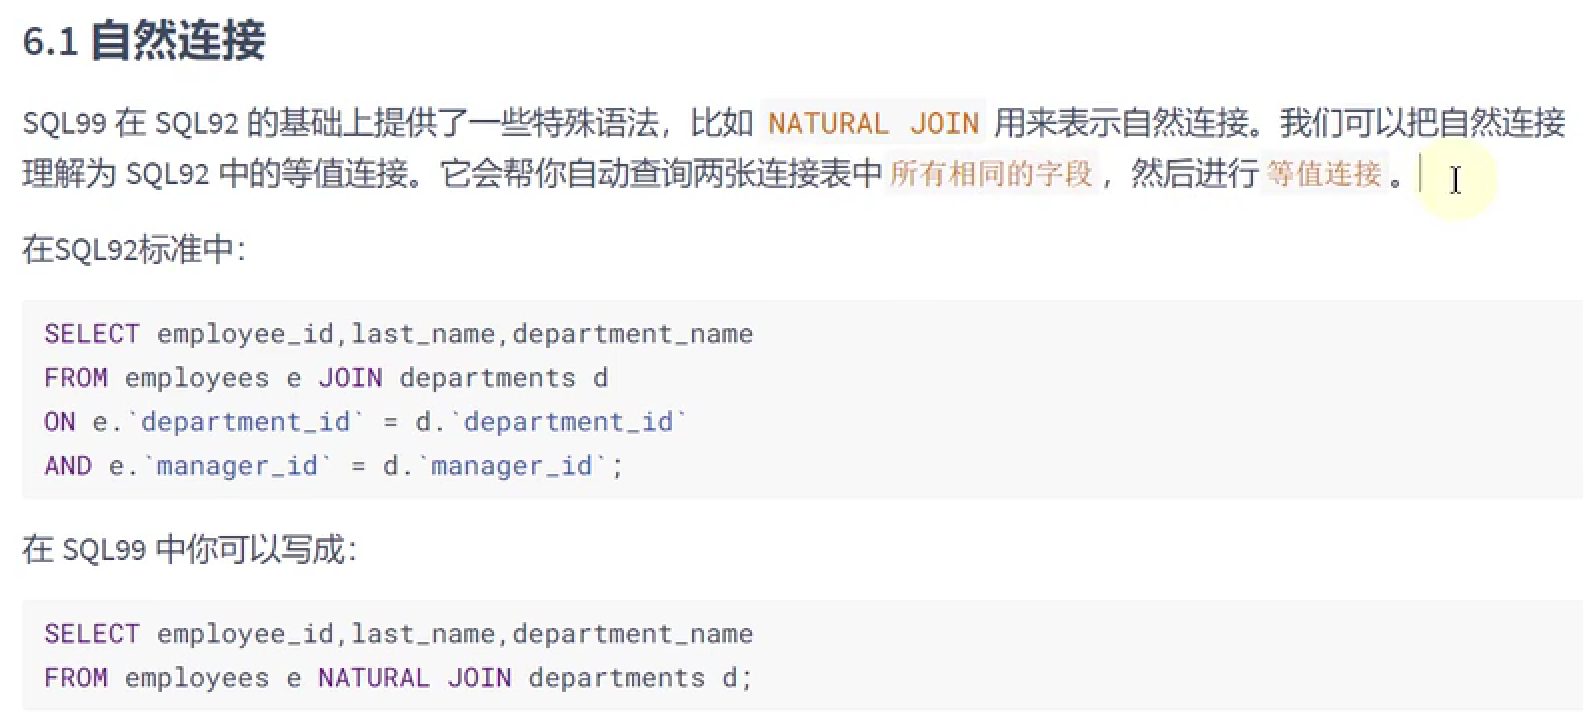 6.1 自然连接
SQL99 在 SQL92 的基础上提供了一些特殊语法，比如 NATURAL JOIN 用来表示自然连接。我们可以把自然连接
理解为 SQL92 中的等值连接。它会帮你自动查询两张连接表中 所有相同的字段 ，然后进行 等值连接 。
在SQL92标准中：
SELECT employee_id,last_name,department_name
FROM employees e JOIN departments d
ON e.`department_id` = d.`department_id`
AND e.`manager_id` = d.`manager_id`;
在 SQL99 中你可以写成：
SELECT employee_id,last_name,department_name
FROM employees e NATURAL JOIN departments d;